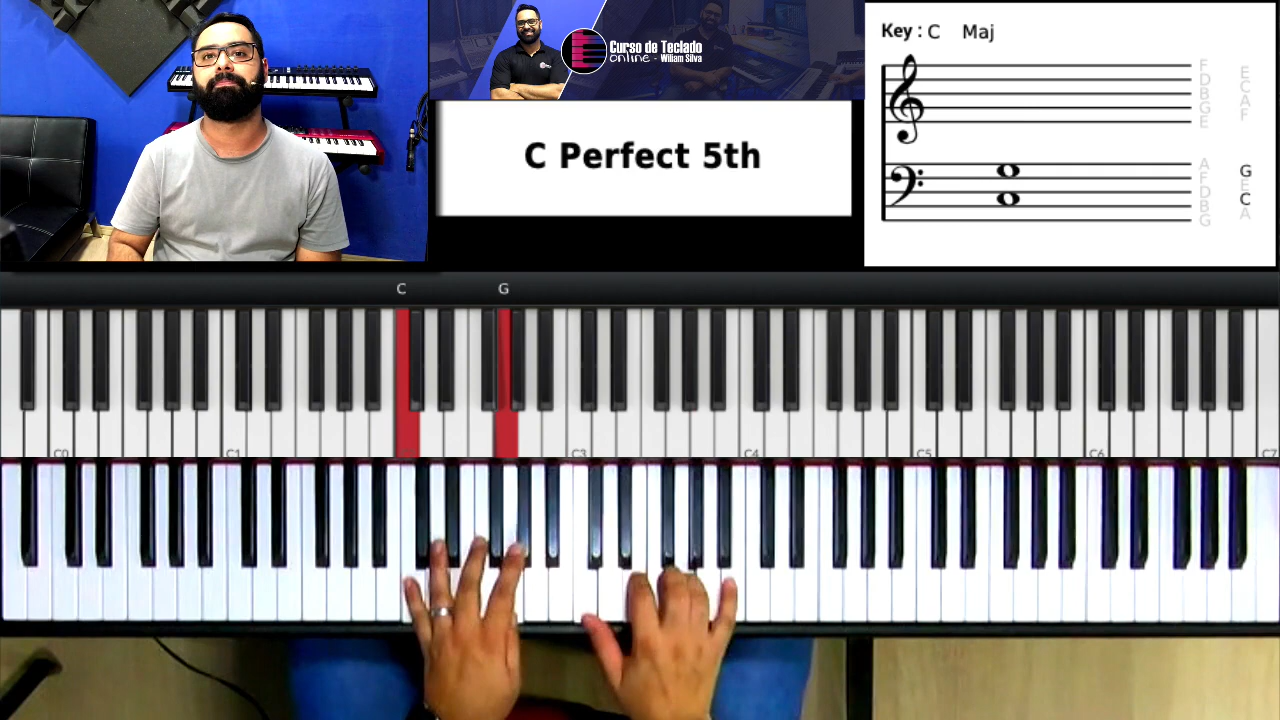 Curso de Teclado
online - Wiliam Silva
C Perfect 5th
Key : C Maj
F
D
B
G
E
E
C
A
F
A
F
D
B
G
G
E
C
A
C G
C0 C1 C3 C4 C5 C6 C7